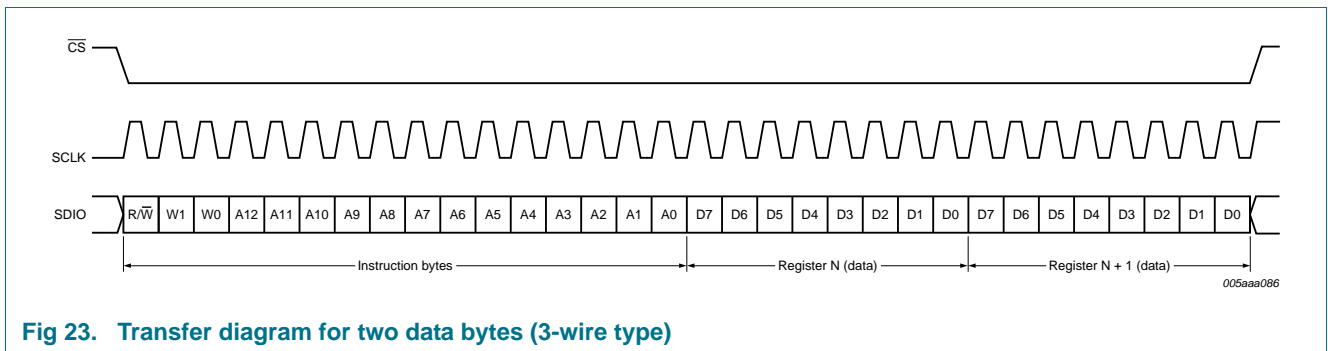 CS
SCLK
SDIO R/W W1 W0 A12 A11 A10 A9 A8 A7 A6 A5 A4 A3 A2 A1 A0 D7 D6 D5 D4 D3 D2 D1 D0 D7 D6 D5 D4 D3 D2 D1 D0
Instruction bytes Register N (data) Register N + 1 (data)
005aaa086
Fig 23. Transfer diagram for two data bytes (3-wire type)